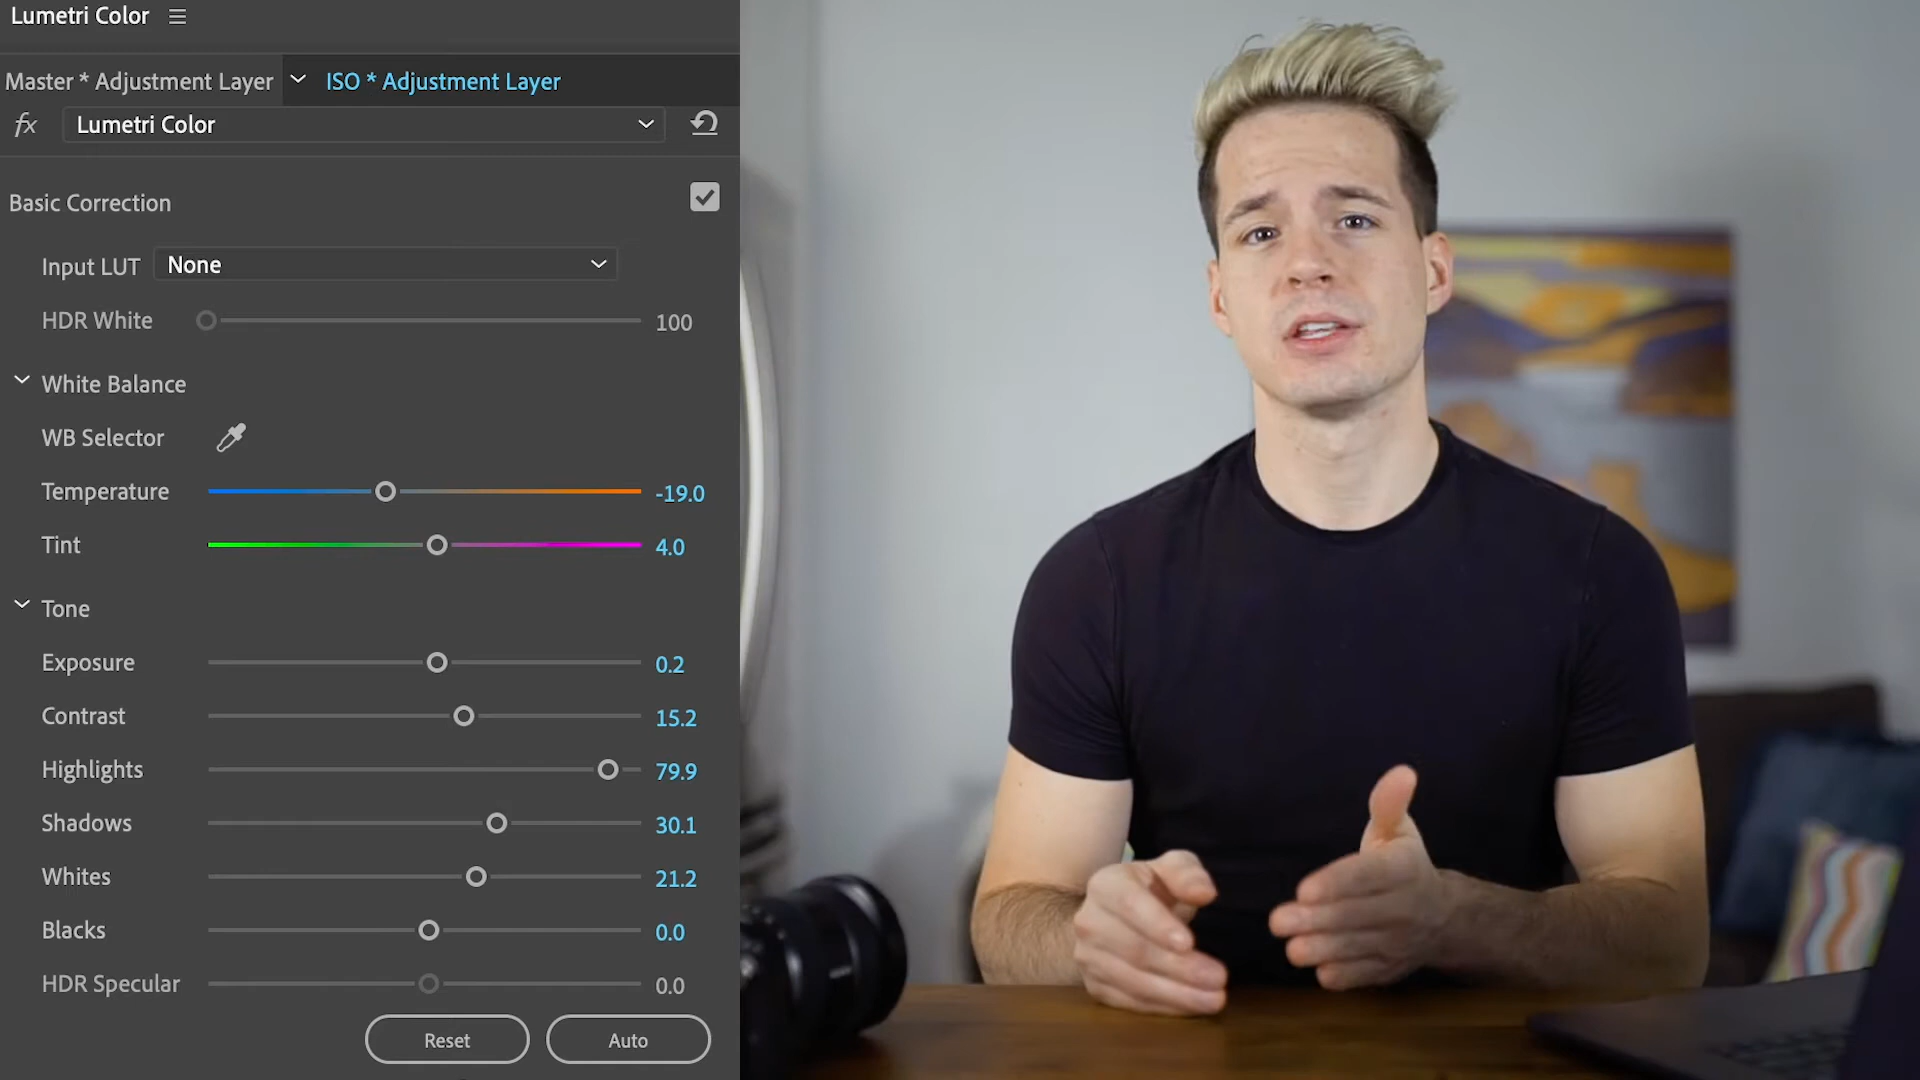 Lumetri Color
Master * Adjustment Layer
ISO * Adjustment Layer
fx
Lumetri Color
Basic Correction
Input LUT
None
HDR White
100
White Balance
WB Selector
Temperature
-19.0
Tint
4.0
Tone
Exposure
0.2
Contrast
15.2
Highlights
79.9
Shadows
30.1
Whites
21.2
Blacks
0.0
HDR Specular
0.0
Reset
Auto